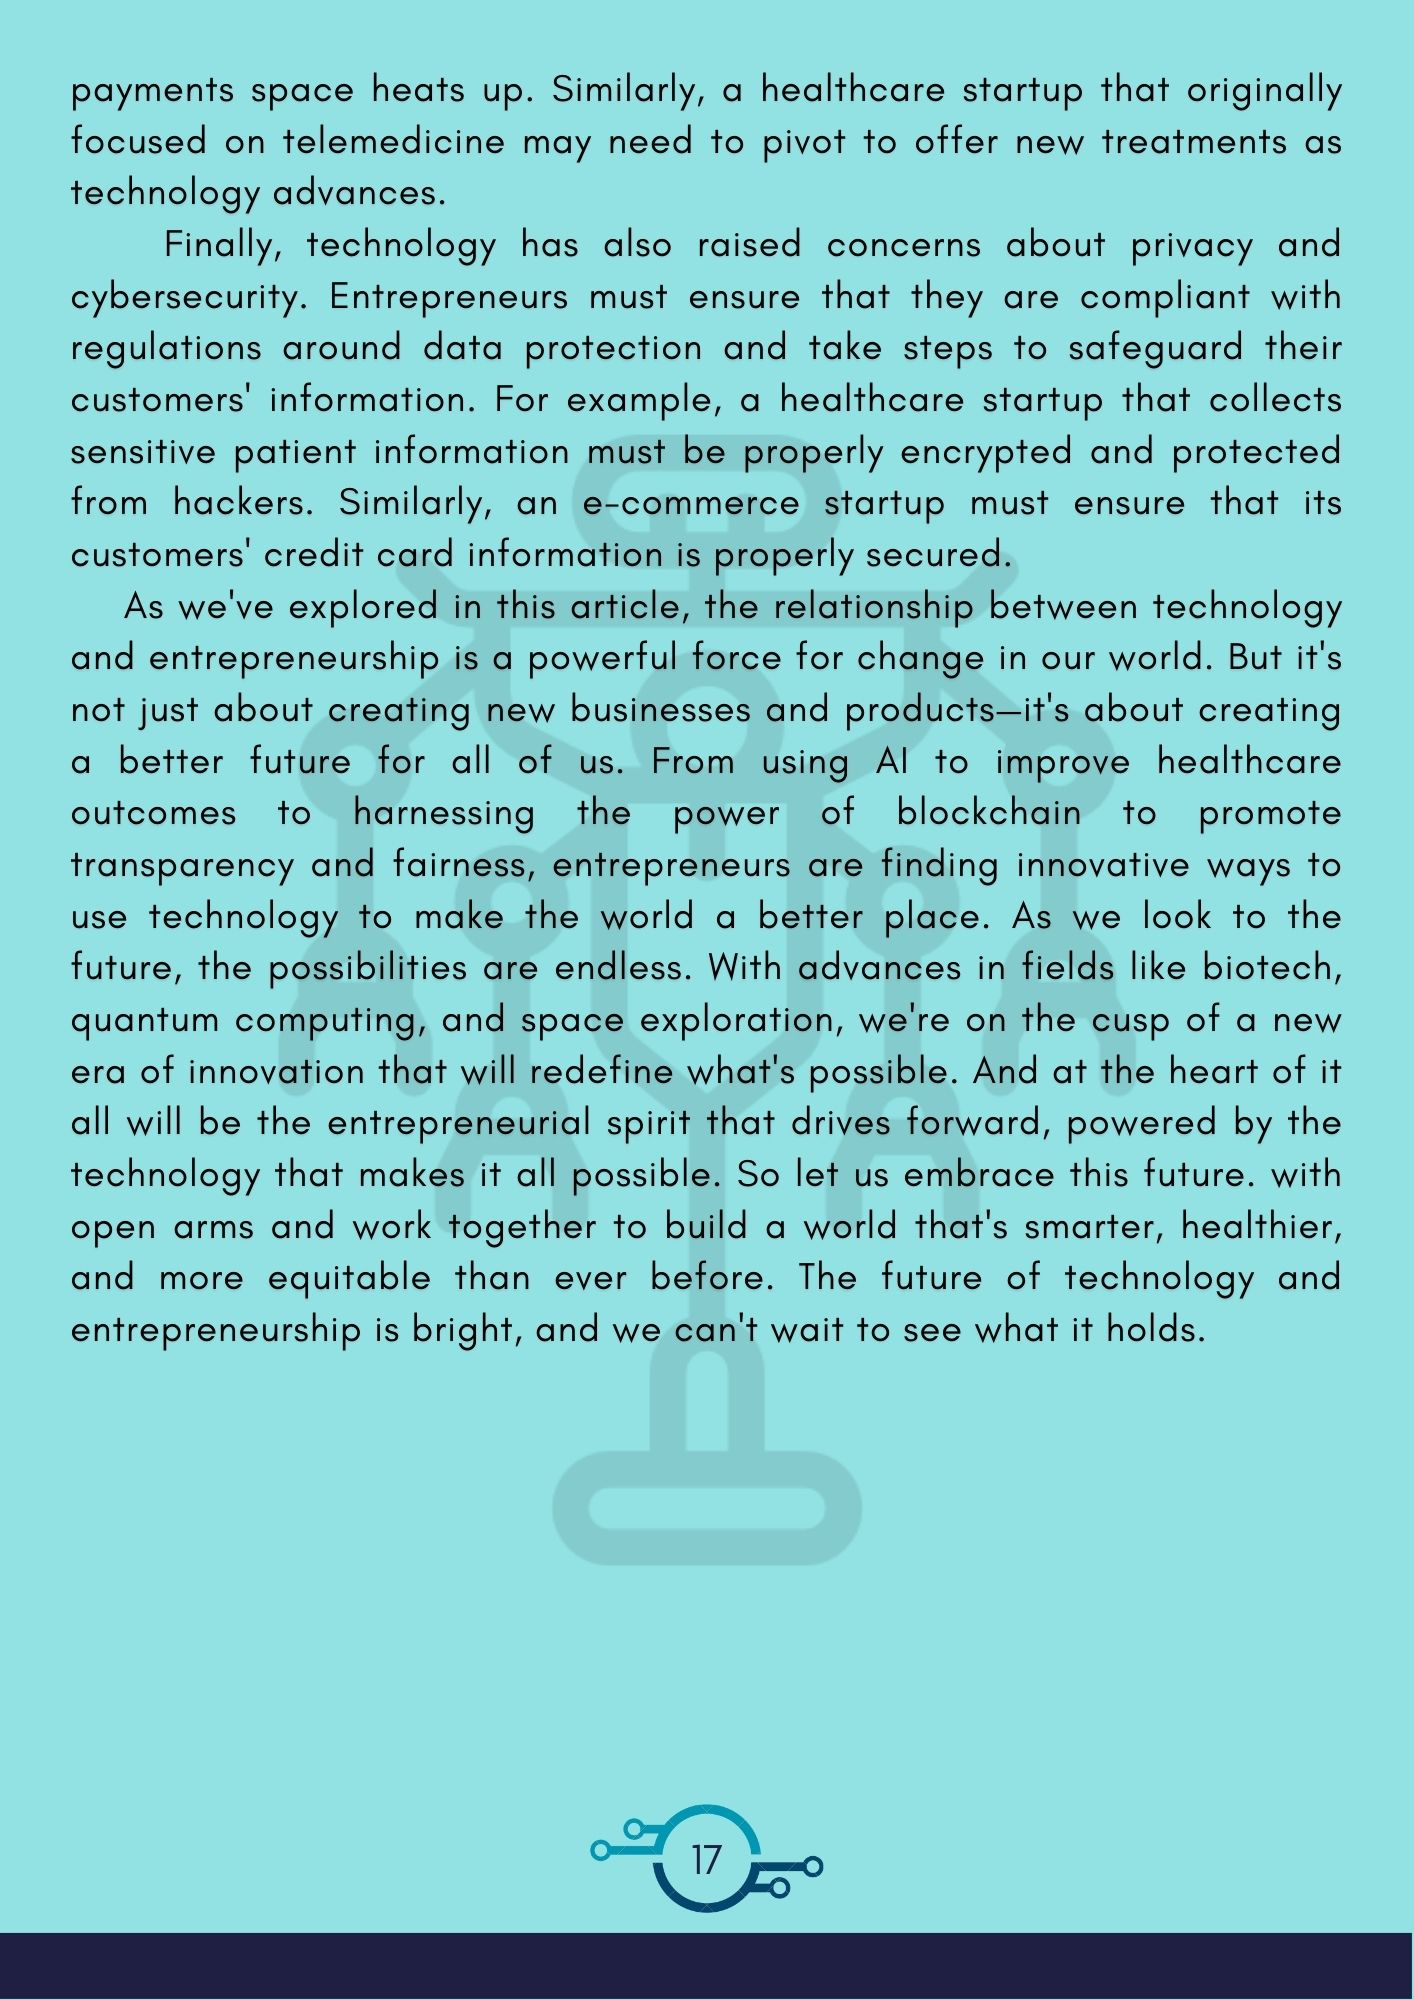 payments space heats up. Similarly, a healthcare startup that originally
focused on telemedicine may need to pivot to offer new treatments as
technology advances.
Finally, technology has also raised concerns about privacy and
cybersecurity. Entrepreneurs must ensure that they are compliant with
regulations around data protection and take steps to safeguard their
customers' information. For example, a healthcare startup that collects
sensitive patient information must be properly encrypted and protected
from hackers. Similarly, an e-commerce startup must ensure that its
customers' credit card information is properly secured.
As we've explored in this article, the relationship between technology
and entrepreneurship is a powerful force for change in our world. But it's
not just about creating new businesses and products—it's about creating
a better future for all of us. From using AI to improve healthcare
outcomes to harnessing the power of blockchain to promote
transparency and fairness, entrepreneurs are finding innovative ways to
use technology to make the world a better place. As we look to the
future, the possibilities are endless. With advances in fields like biotech,
quantum computing, and space exploration, we're on the cusp of a new
era of innovation that will redefine what's possible. And at the heart of it
all will be the entrepreneurial spirit that drives forward, powered by the
technology that makes it all possible. So let us embrace this future. with
open arms and work together to build a world that's smarter, healthier,
and more equitable than ever before. The future of technology and
entrepreneurship is bright, and we can't wait to see what it holds.
17